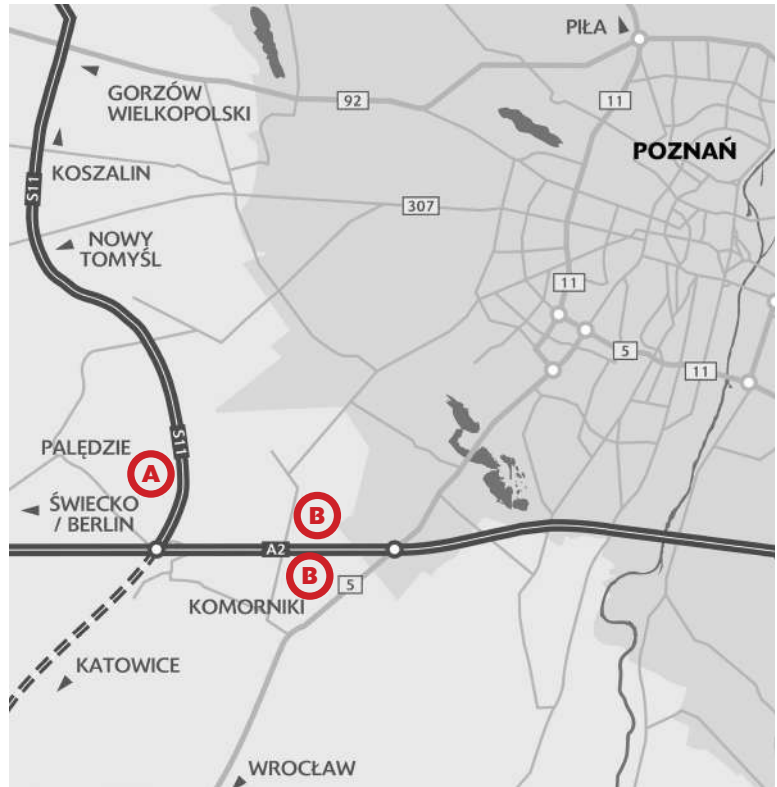 PIŁA
GORZÓW
WIELKOPOLSKI
92
11
POZNAŃ
KOSZALIN
S11
307
NOWY
TOMYŚL
11
5
11
PALĘDZIE
S11
A
ŚWIECKO
/ BERLIN
B
A2
B
5
KOMORNIKI
KATOWICE
WROCŁAW